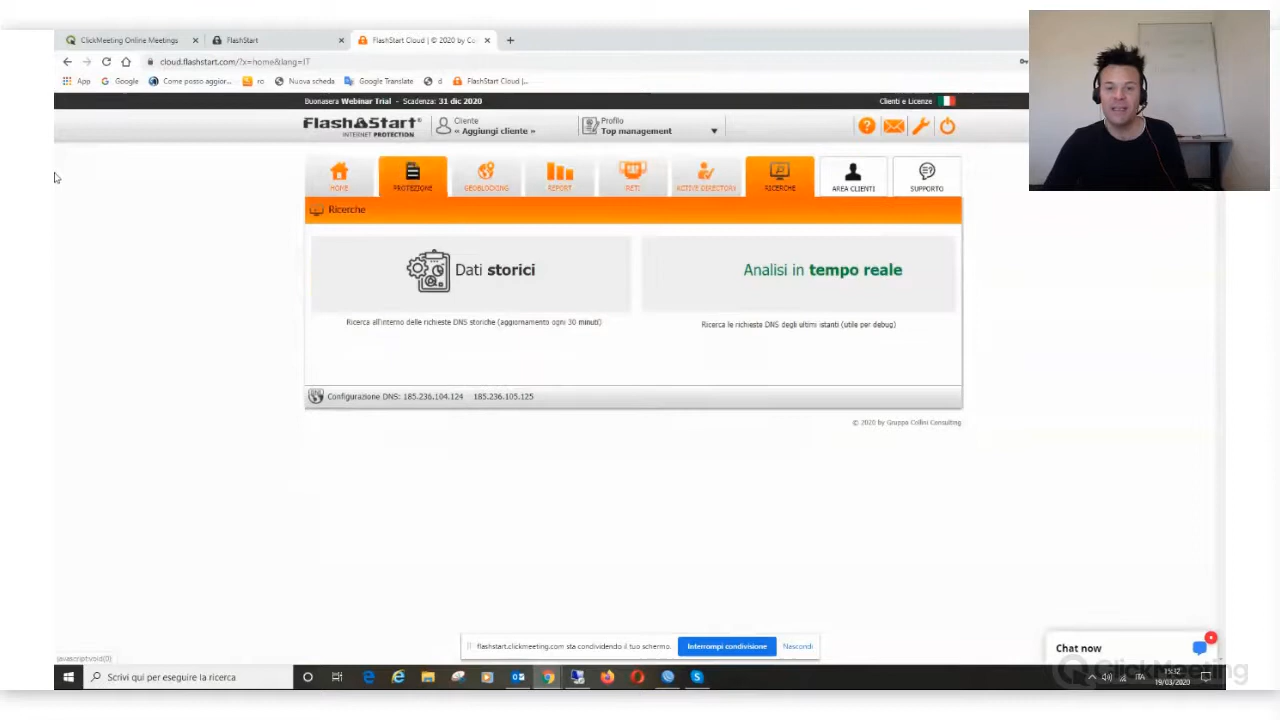 ClickMeeting Online Meetings
FlashStart
FlashStart Cloud | © 2020 by Co
cloud.flashstart.com/?x=home&lang=IT
App
Google
Come posso aggior...
ro
Nuova scheda
Google Translate
d
FlashStart Cloud |...
Buonasera Webinar Trial - Scadenza: 31 dic 2020
Clienti e Licenze
FlashStart®
INTERNET PROTECTION
Cliente
« Aggiungi cliente »
Profilo
Top management
HOME
PROTEZIONE
GEOBLOCKING
REPORT
RETI
ACTIVE DIRECTORY
RICERCHE
AREA CLIENTI
SUPPORTO
Ricerche
Dati storici
Analisi in tempo reale
Ricerca all'interno delle richieste DNS storiche (aggiornamento ogni 30 minuti)
Ricerca le richieste DNS degli ultimi istanti (utile per debug)
Configurazione DNS: 185.236.104.124 185.236.105.125
© 2020 by Gruppo Collini Consulting
flashstart.clickmeeting.com sta condividendo il tuo schermo.
Interrompi condivisione
Nascondi
Chat now
javascript:void(0)
Scrivi qui per eseguire la ricerca
ClickMeeting
ITA
15:32
19/03/2020